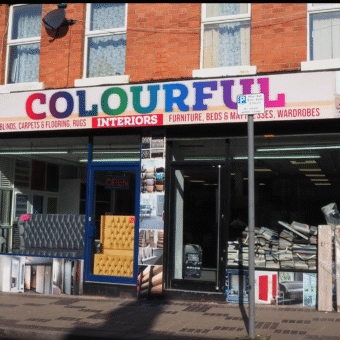 COLOURFUL
BLINDS, CARPETS & FLOORING, RUGS INTERIORS FURNITURE, BEDS & MATTRESSES, WARDROBES
OPEN